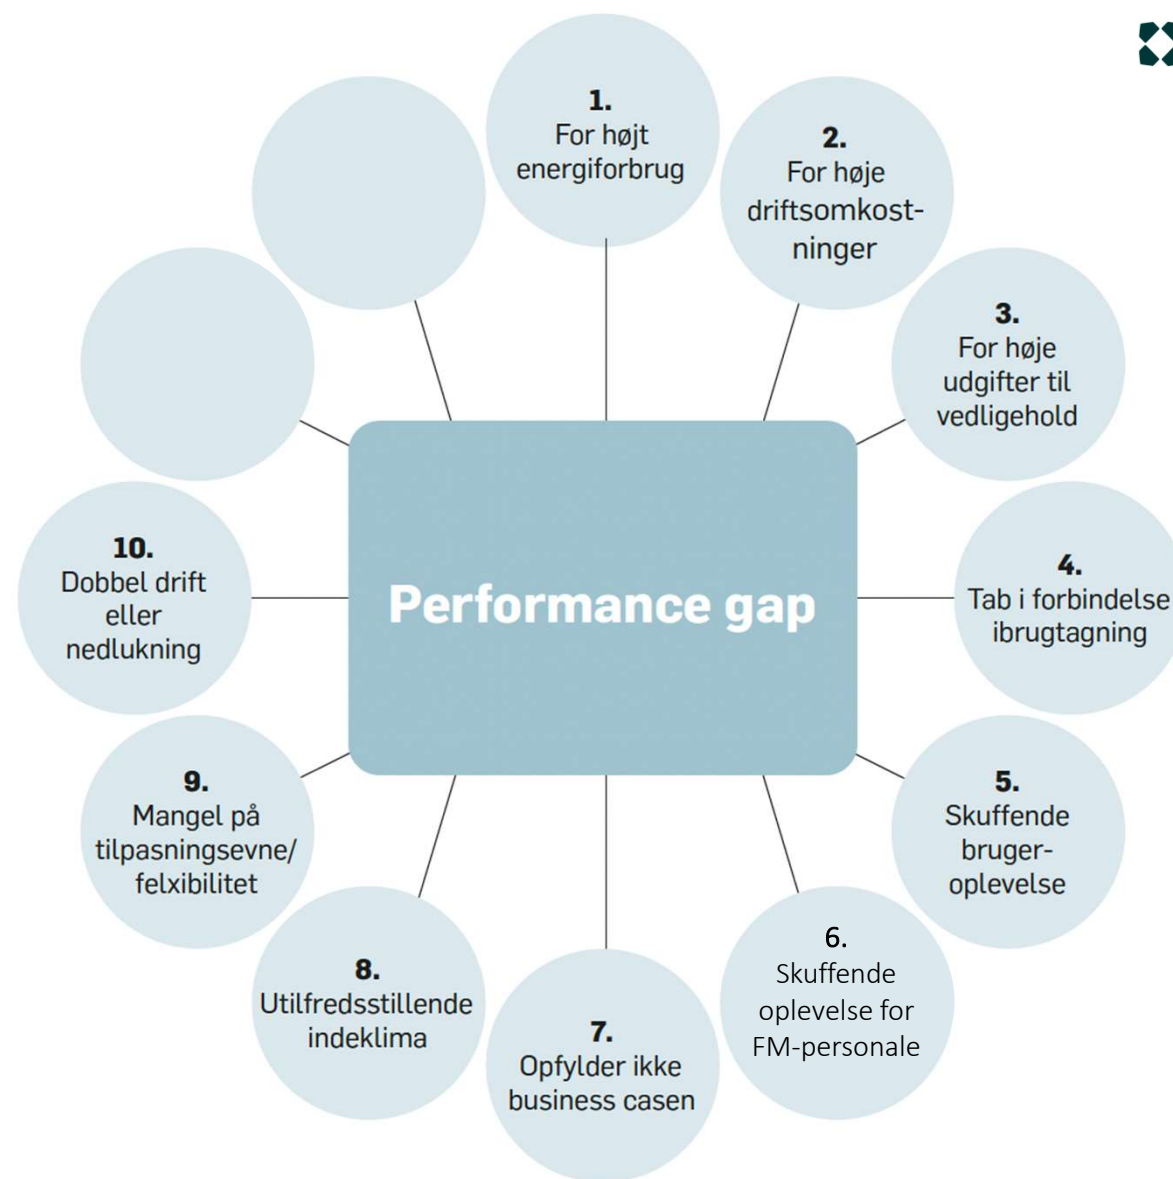 1.
For højt
energiforbrug
2.
For høje
driftsomkost-
ninger
3.
For høje
udgifter til
vedligehold
4.
Tab i forbindelse
ibrugtagning
5.
Skuffende
bruger-
oplevelse
6.
Skuffende
oplevelse for
FM-personale
7.
Opfylder ikke
business casen
8.
Utilfredsstillende
indeklima
9.
Mangel på
tilpasningsevne/
felxibilitet
10.
Dobbel drift
eller
nedlukning
Performance gap